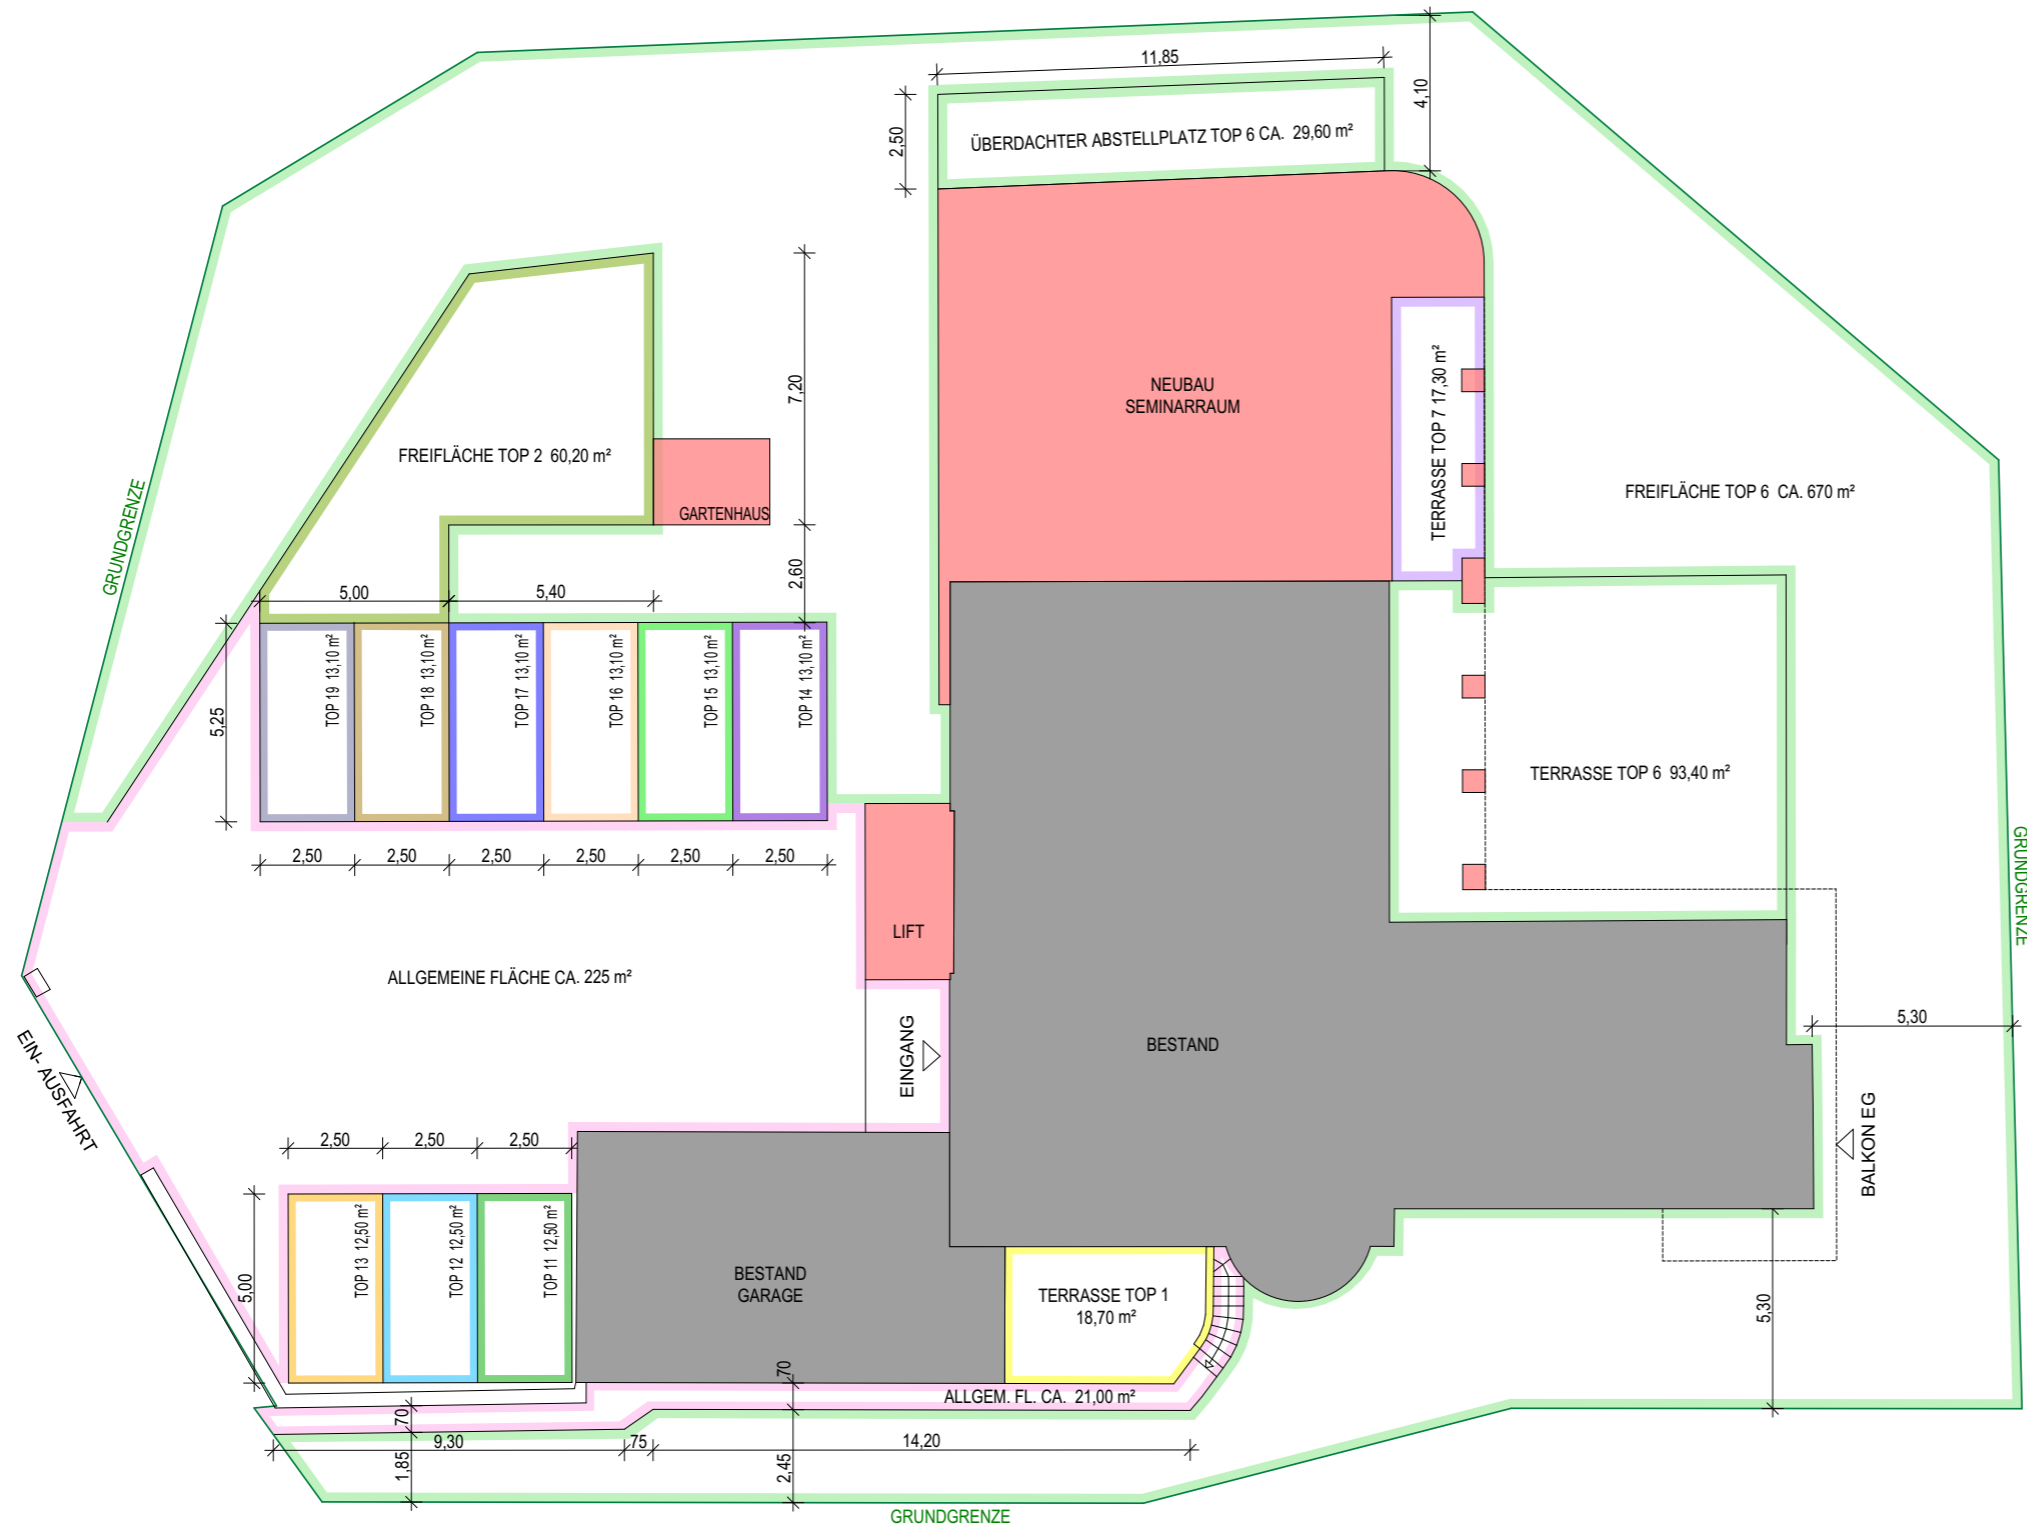 11,85
4,10
2,50
ÜBERDACHTER ABSTELLPLATZ TOP 6 CA. 29,60 m²
7,20
NEUBAU
SEMINARRAUM
TERRASSE TOP 7 17,30 m²
FREIFLÄCHE TOP 2 60,20 m²
GARTENHAUS
FREIFLÄCHE TOP 6 CA. 670 m²
GRUNDGRENZE
5,00
5,40
2,60
TOP 19 13,10 m²
TOP 18 13,10 m²
TOP 17 13,10 m²
TOP 16 13,10 m²
TOP 15 13,10 m²
TOP 14 13,10 m²
5,25
TERRASSE TOP 6 93,40 m²
2,50
2,50
2,50
2,50
2,50
2,50
GRUNDGRENZE
LIFT
ALLGEMEINE FLÄCHE CA. 225 m²
EIN- AUSFAHRT
EINGANG
BESTAND
5,30
BALKON EG
2,50
2,50
2,50
TOP 13 12,50 m²
TOP 12 12,50 m²
TOP 11 12,50 m²
5,00
BESTAND
GARAGE
TERRASSE TOP 1
18,70 m²
5,30
70
ALLGEM. FL. CA. 21,00 m²
70
9,30
75
14,20
1,85
2,45
GRUNDGRENZE